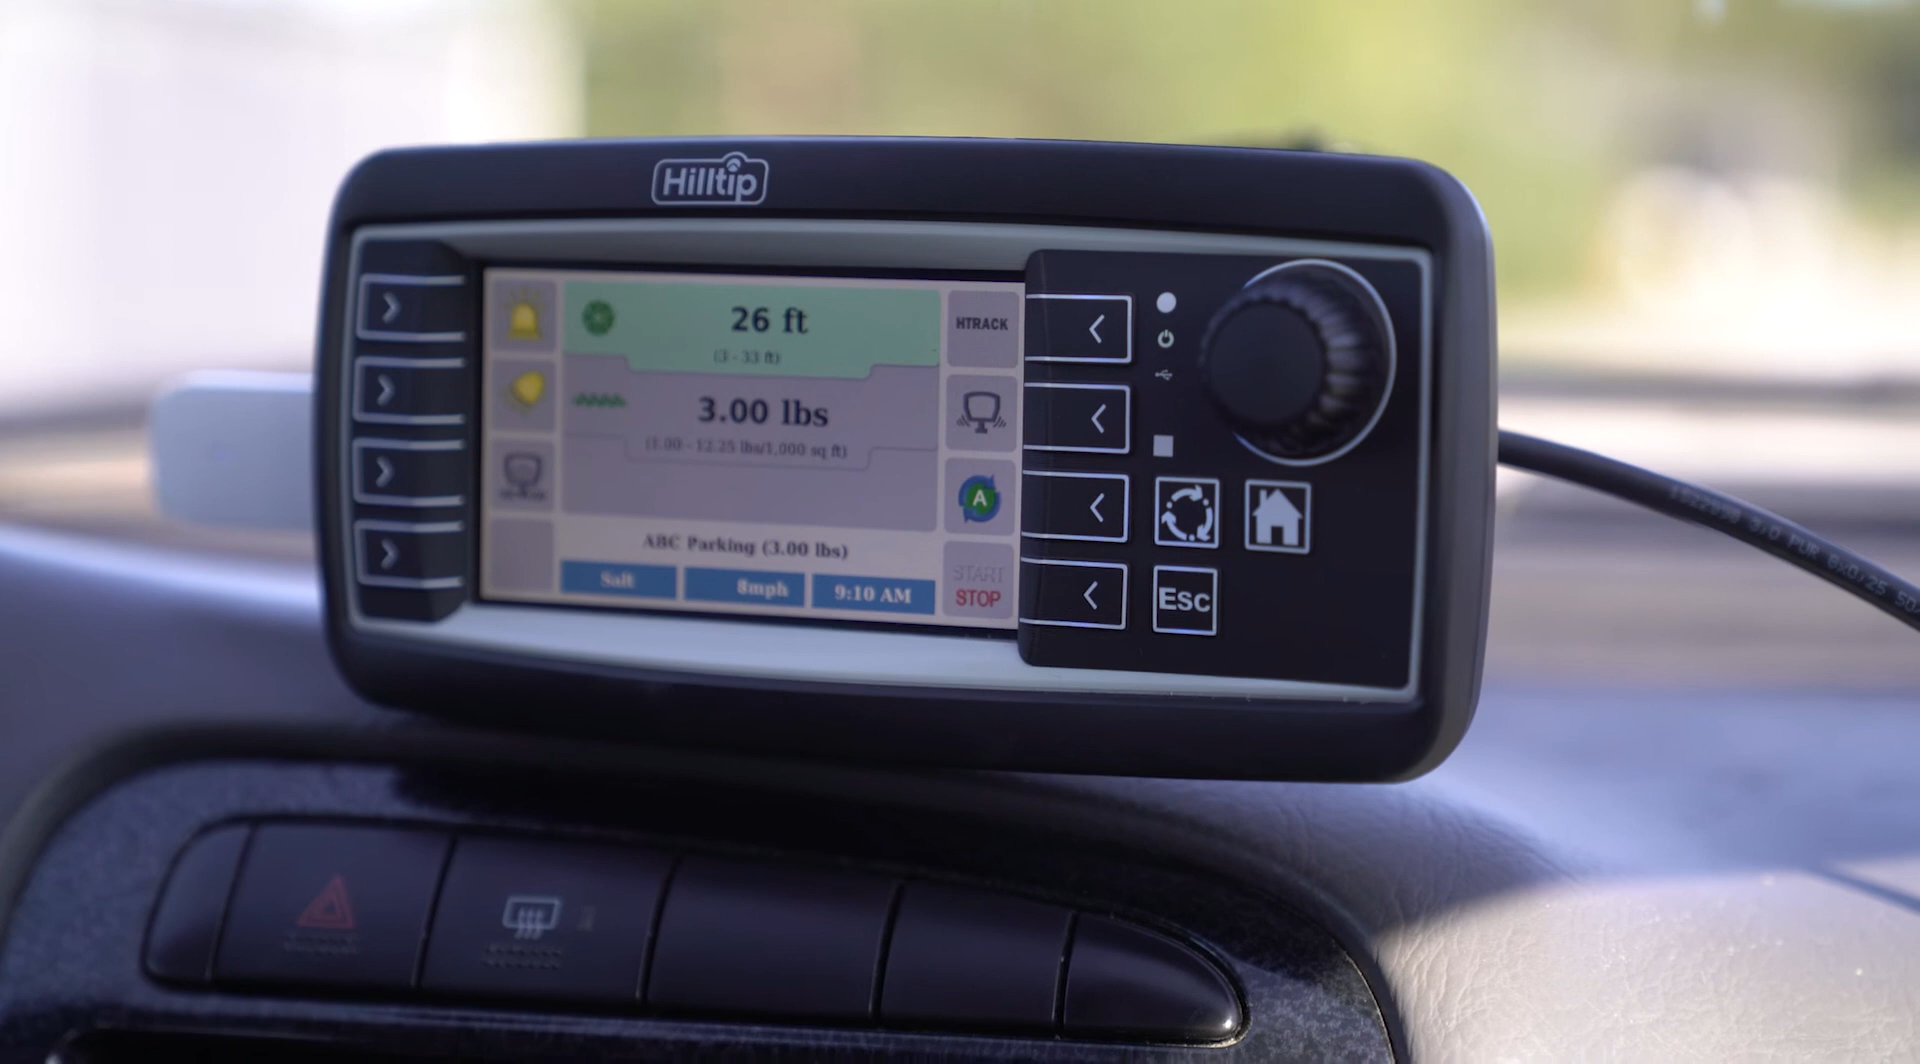 Hilltip
26 ft
(3 - 33 ft)
HTRACK
3.00 lbs
(1.00 - 12.25 lbs/1,000 sq ft)
A
ABC Parking (3.00 lbs)
Salt 8mph 9:10 AM
START
STOP
ESC